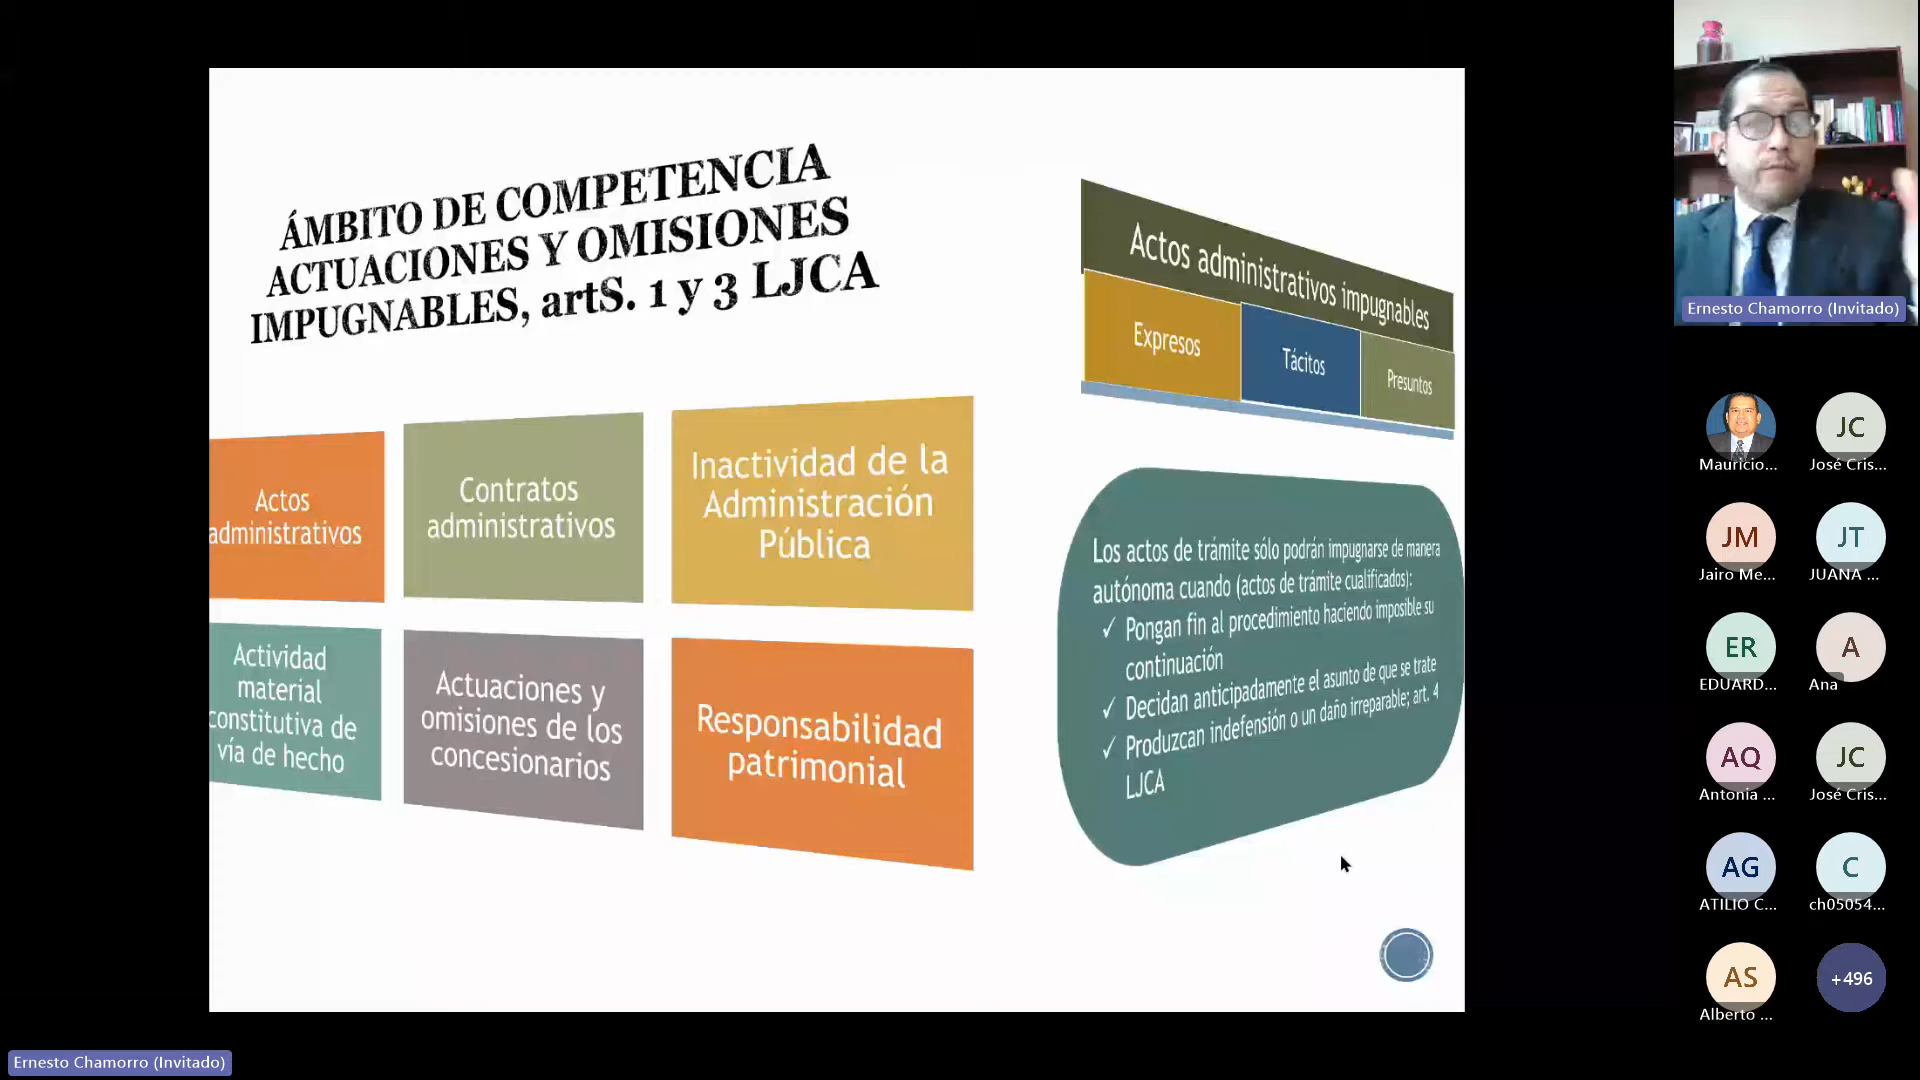 ÁMBITO DE COMPETENCIA
ACTUACIONES Y OMISIONES
IMPUGNABLES, artS. 1 y 3 LJCA
Actos
administrativos
Contratos
administrativos
Inactividad de la
Administración
Pública
Actividad
material
constitutiva de
vía de hecho
Actuaciones y
omisiones de los
concesionarios
Responsabilidad
patrimonial
Actos administrativos impugnables
Expresos
Tácitos
Presuntos
Los actos de trámite sólo podrán impugnarse de manera
autónoma cuando (actos de trámite cualificados):
✓ Pongan fin al procedimiento haciendo imposible su
continuación
✓ Decidan anticipadamente el asunto de que se trate
✓ Produzcan indefensión o un daño irreparable; art. 4
LJCA
Ernesto Chamorro (Invitado)
Mauricio...
JC
José Cris...
JM
Jairo Me...
JT
JUANA ...
ER
EDUARD...
A
Ana
AQ
Antonia ...
JC
José Cris...
AG
ATILIO C...
C
ch05054...
AS
Alberto ...
+496
Ernesto Chamorro (Invitado)